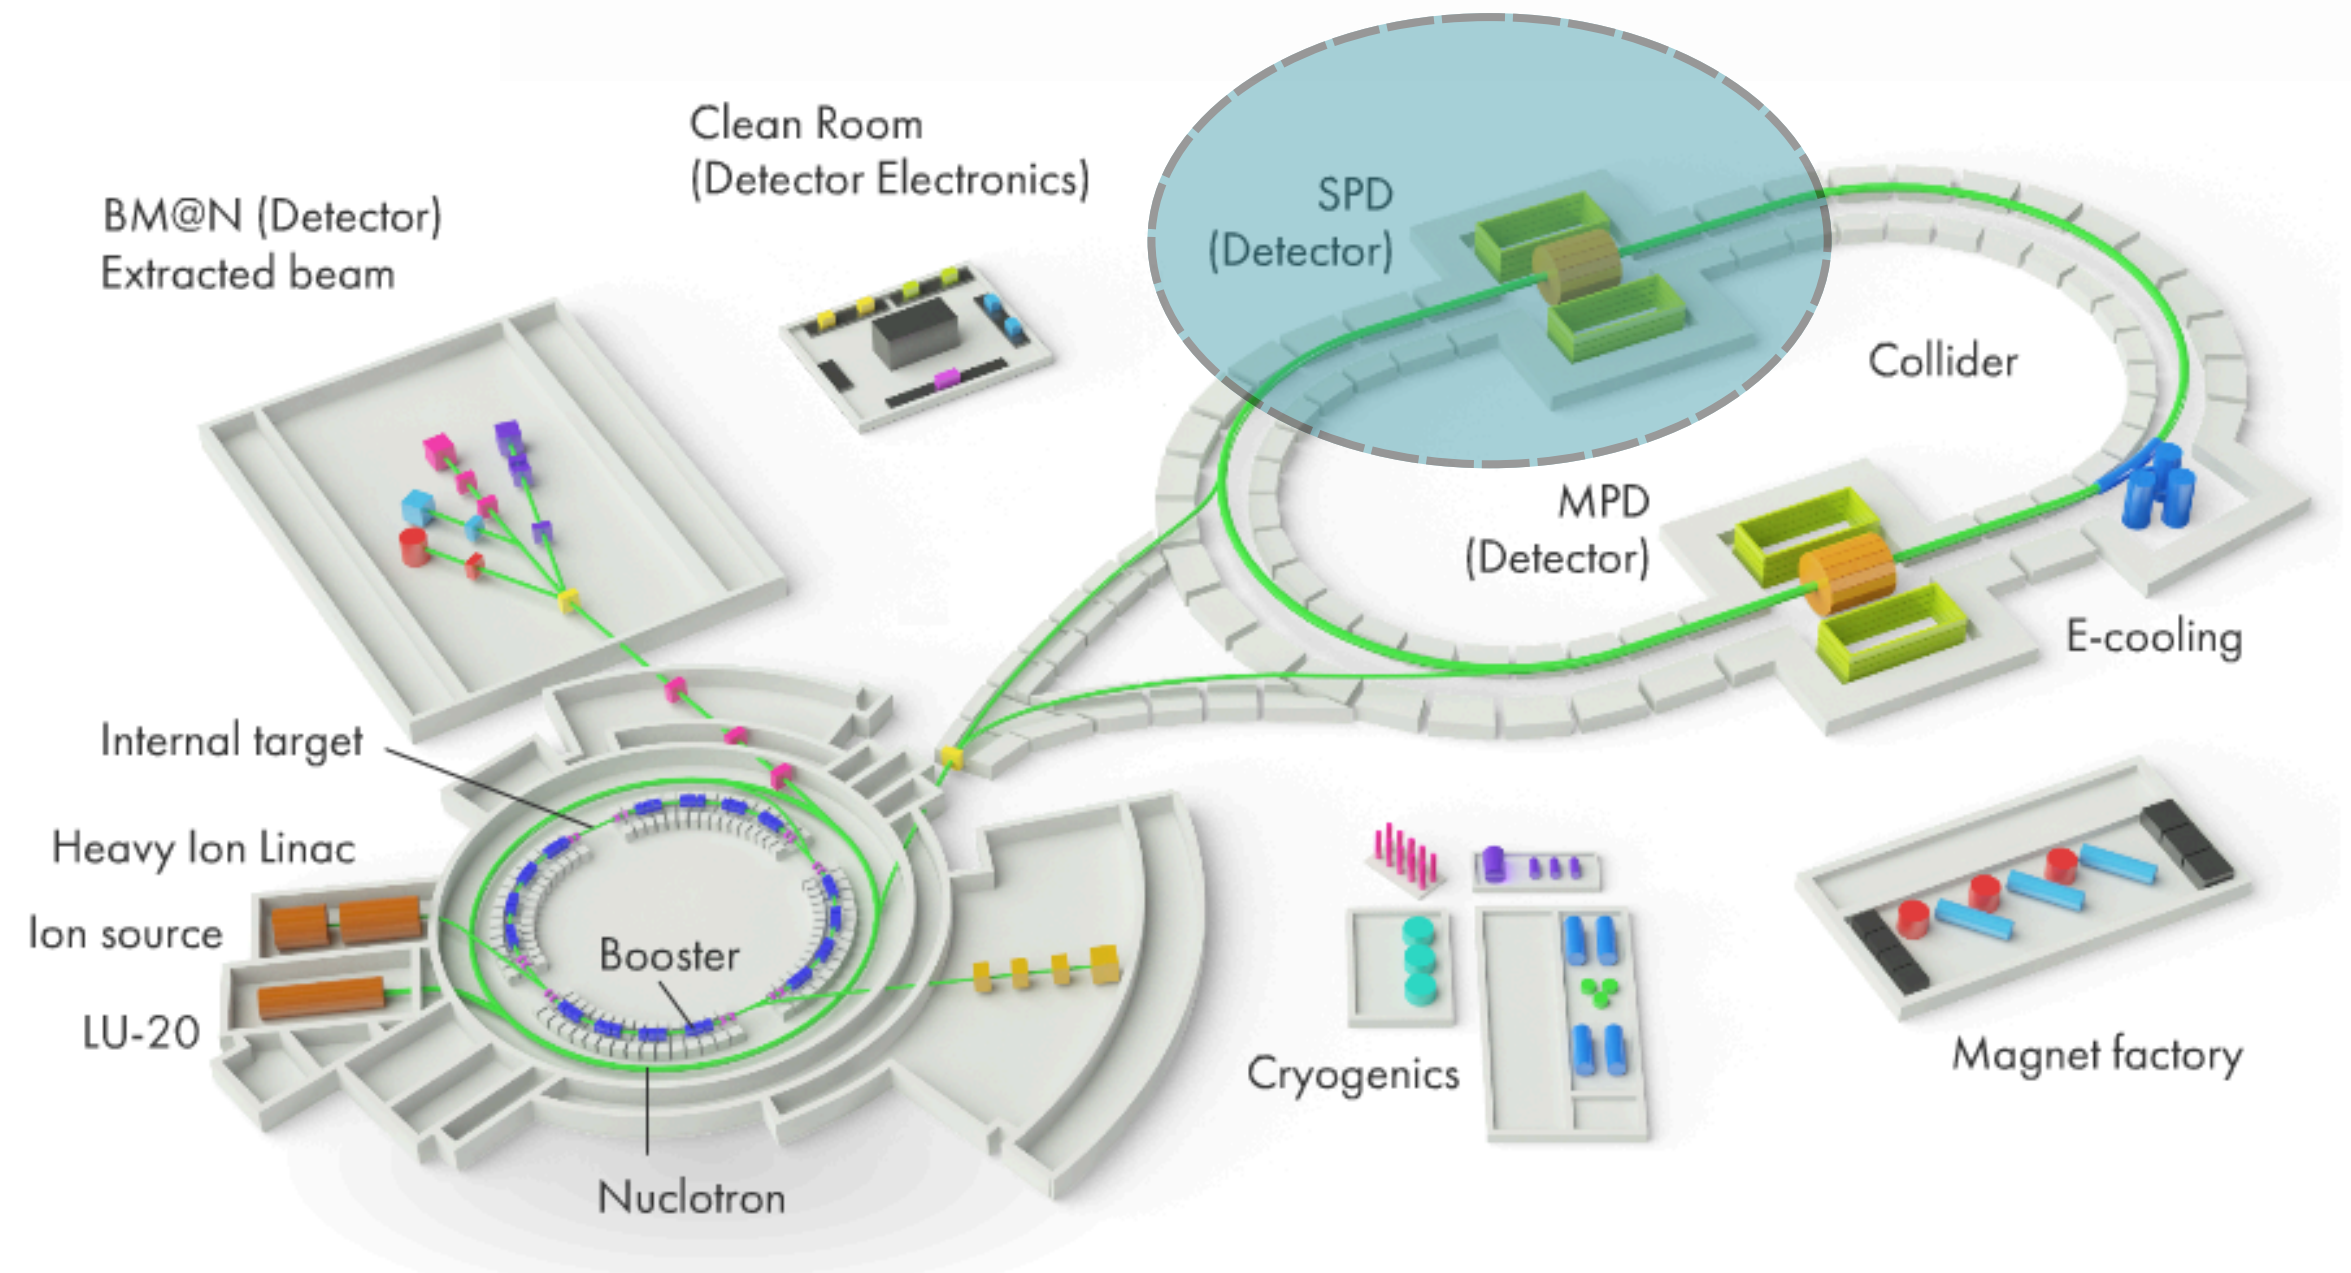 Clean Room
(Detector Electronics)
BM@N (Detector)
Extracted beam
SPD
(Detector)
Collider
MPD
(Detector)
E-cooling
Internal target
Heavy Ion Linac
Ion source
LU-20
Booster
Nuclotron
Cryogenics
Magnet factory